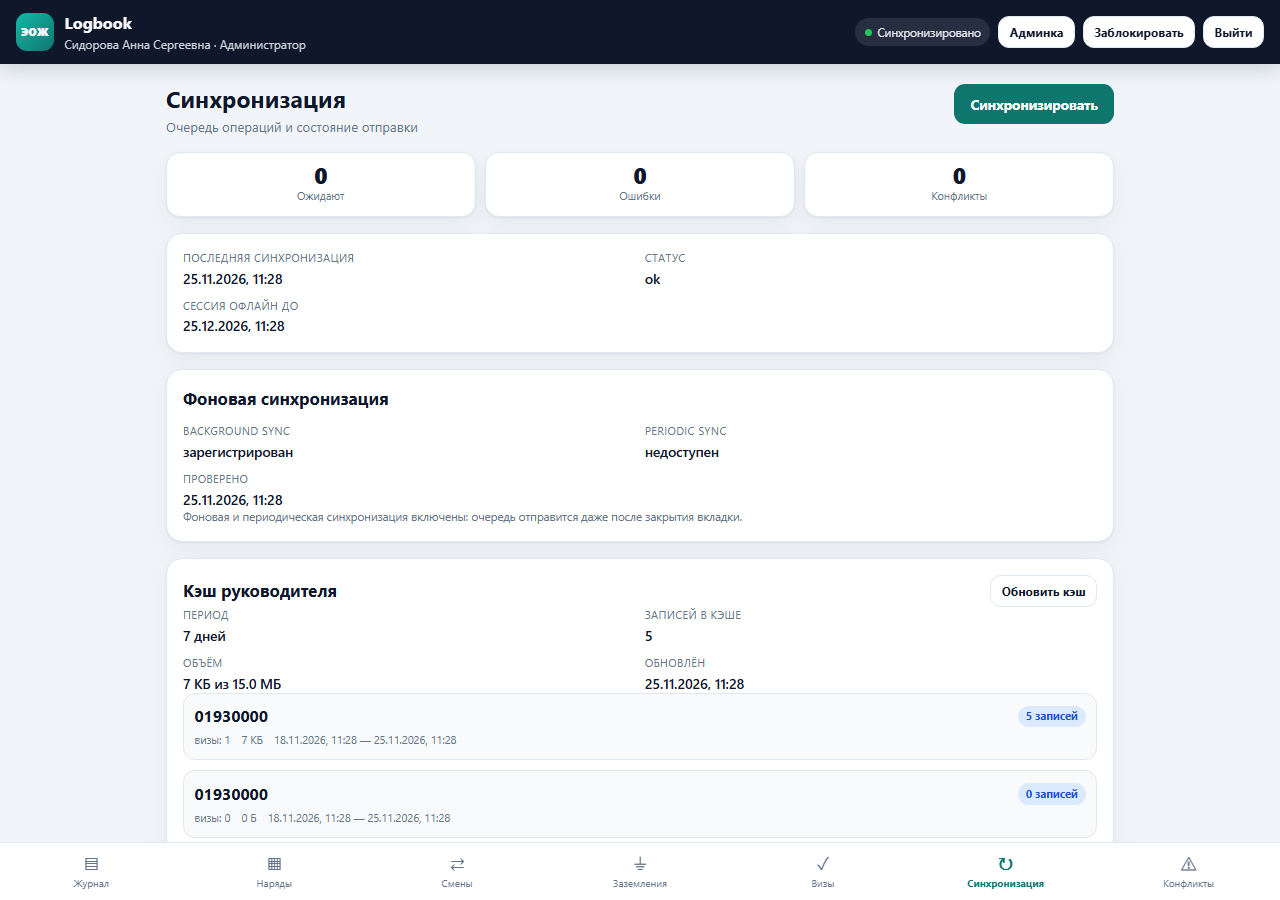 ЭОЖ
Logbook
Сидорова Анна Сергеевна · Администратор
Синхронизировано
Админка
Заблокировать
Выйти
Синхронизация
Очередь операций и состояние отправки
Синхронизировать
0
Ожидают
0
Ошибки
0
Конфликты
ПОСЛЕДНЯЯ СИНХРОНИЗАЦИЯ
25.11.2026, 11:28
СТАТУС
ok
СЕССИЯ ОФЛАЙН ДО
25.12.2026, 11:28
Фоновая синхронизация
BACKGROUND SYNC
зарегистрирован
PERIODIC SYNC
недоступен
ПРОВЕРЕНО
25.11.2026, 11:28
Фоновая и периодическая синхронизация включены: очередь отправится даже после закрытия вкладки.
Кэш руководителя
Обновить кэш
ПЕРИОД
7 дней
ЗАПИСЕЙ В КЭШЕ
5
ОБЪЁМ
7 КБ из 15.0 МБ
ОБНОВЛЁН
25.11.2026, 11:28
01930000
5 записей
визы: 1 7 КБ 18.11.2026, 11:28 — 25.11.2026, 11:28
01930000
0 записей
визы: 0 0 Б 18.11.2026, 11:28 — 25.11.2026, 11:28
Журнал
Наряды
Смены
Заземления
Визы
Синхронизация
Конфликты